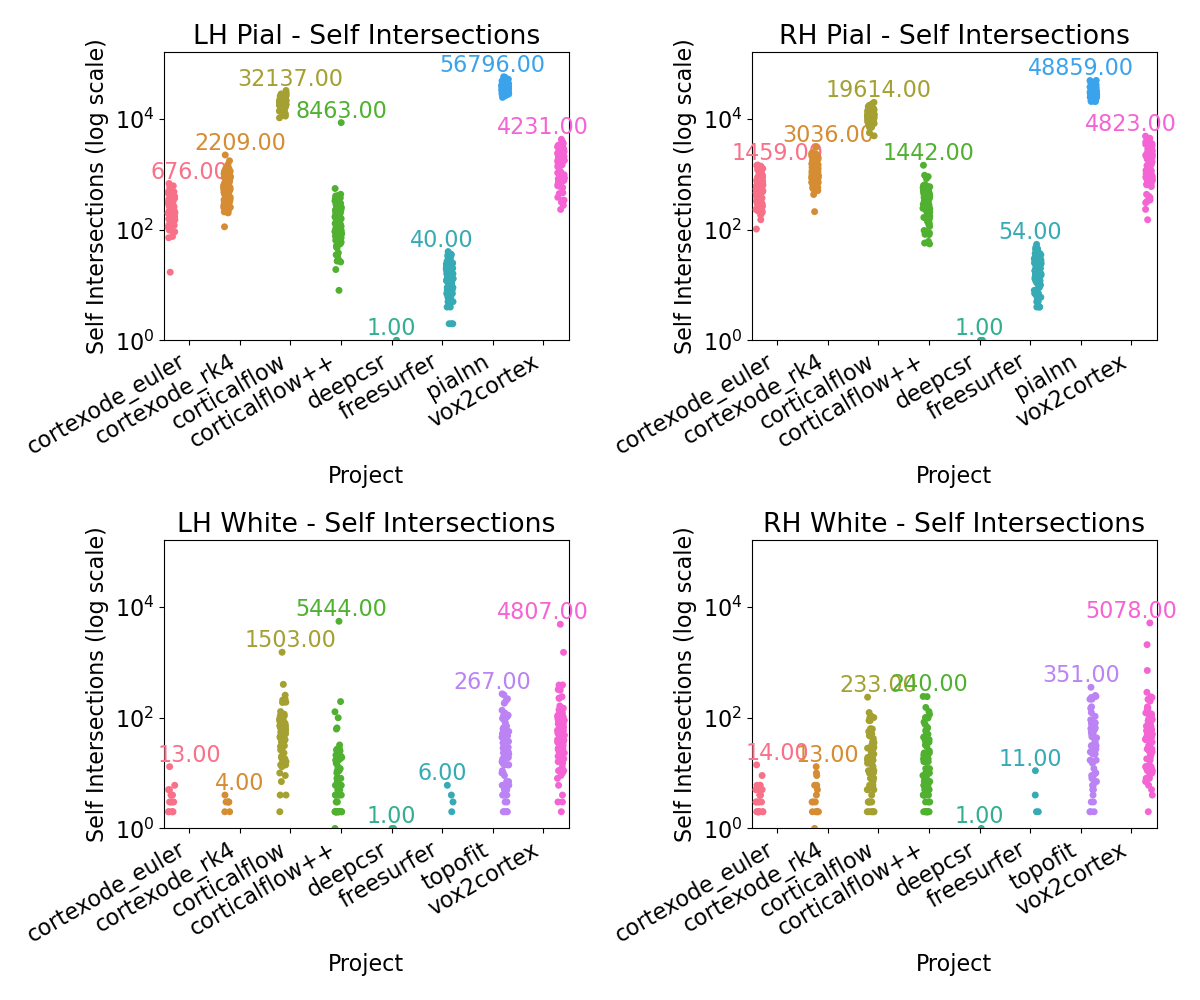 LH Pial - Self Intersections
Self Intersections (log scale)
10^4
10^2
10^0
676.00
2209.00
32137.00
8463.00
1.00
40.00
56796.00
4231.00
cortexode_euler
cortexode_rk4
corticalflow
corticalflow++
deepcsr
freesurfer
pialnn
vox2cortex
Project
RH Pial - Self Intersections
Self Intersections (log scale)
10^4
10^2
10^0
1459.00
3036.00
19614.00
1442.00
1.00
54.00
48859.00
4823.00
cortexode_euler
cortexode_rk4
corticalflow
corticalflow++
deepcsr
freesurfer
pialnn
vox2cortex
Project
LH White - Self Intersections
Self Intersections (log scale)
10^4
10^2
10^0
13.00
4.00
1503.00
5444.00
1.00
6.00
267.00
4807.00
cortexode_euler
cortexode_rk4
corticalflow
corticalflow++
deepcsr
freesurfer
topofit
vox2cortex
Project
RH White - Self Intersections
Self Intersections (log scale)
10^4
10^2
10^0
14.00
13.00
233.00
240.00
1.00
11.00
351.00
5078.00
cortexode_euler
cortexode_rk4
corticalflow
corticalflow++
deepcsr
freesurfer
topofit
vox2cortex
Project